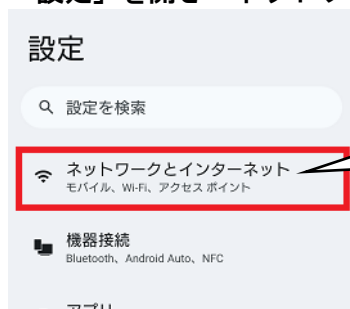 設定
設定を検索
ネットワークとインターネット
モバイル、Wi-Fi、アクセス ポイント
機器接続
Bluetooth、Android Auto、NFC